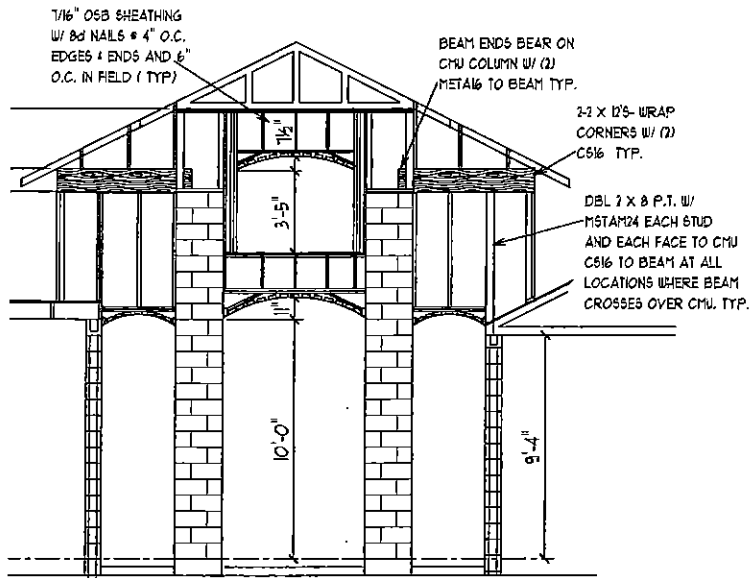 7/16" OSB SHEATHING
W/ 8d NAILS @ 4" O.C.
EDGES & ENDS AND 6"
O.C. IN FIELD ( TYP)
BEAM ENDS BEAR ON
CMU COLUMN W/ (2)
META16 TO BEAM TYP.
2-2 X 12'S- WRAP
CORNERS W/ (2)
CS16 TYP.
DBL 2 X 8 P.T. W/
MSTAM24 EACH STUD
AND EACH FACE TO CMU
CS16 TO BEAM AT ALL
LOCATIONS WHERE BEAM
CROSSES OVER CMU, TYP.
7 1/2"
3'-5"
11"
10'-0"
9'-4"